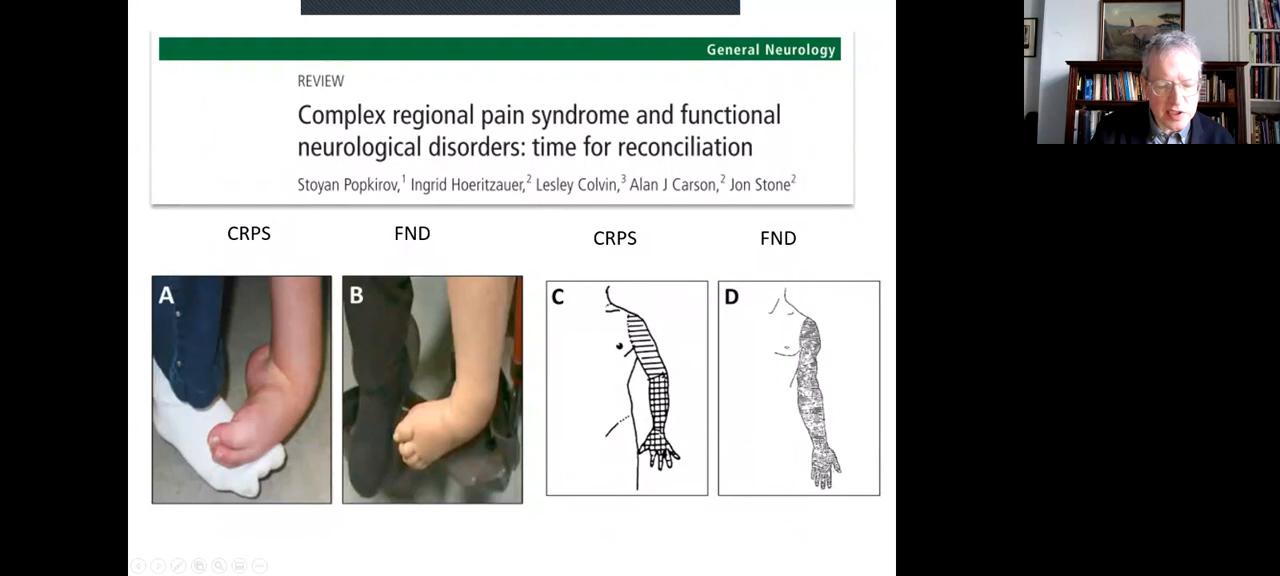 General Neurology
REVIEW
Complex regional pain syndrome and functional
neurological disorders: time for reconciliation
Stoyan Popkirov,1 Ingrid Hoeritzauer,2 Lesley Colvin,3 Alan J Carson,2 Jon Stone2
CRPS FND CRPS FND
A B C D